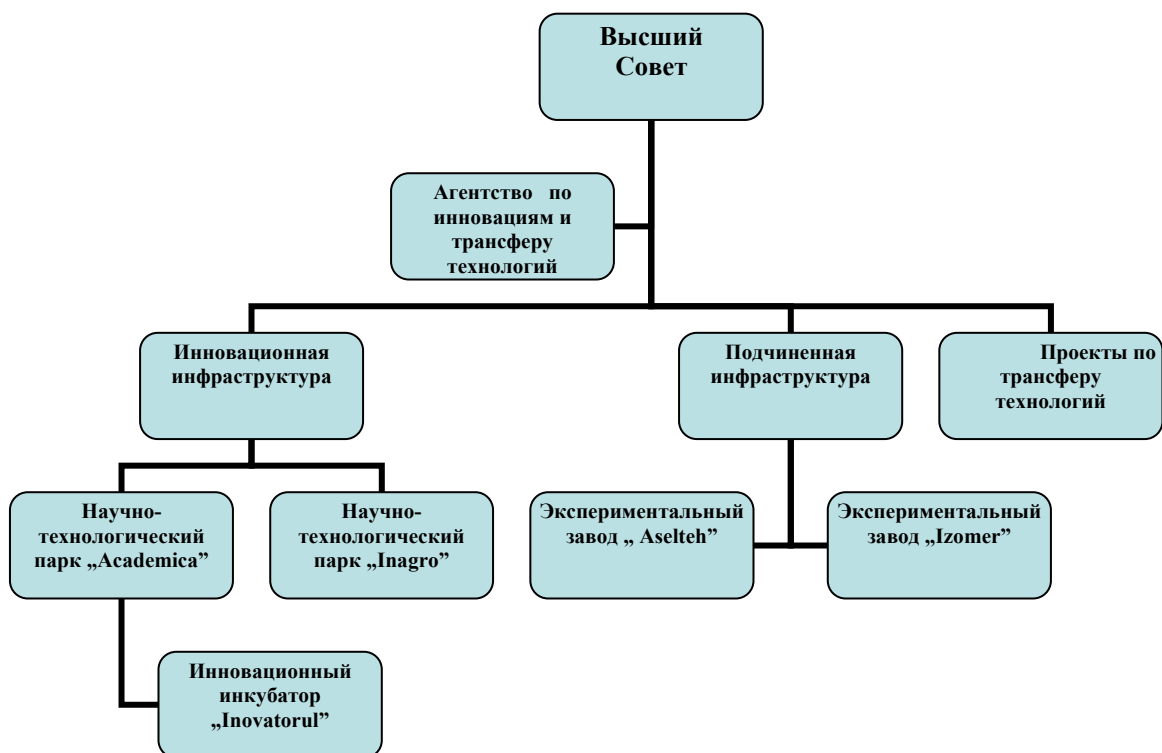 Высший
Совет
Агентство по
инновациям и
трансферу
технологий
Инновационная
инфраструктура
Подчиненная
инфраструктура
Проекты по
трансферу
технологий
Научно-
технологический
парк „Academica”
Научно-
технологический
парк „Inagro”
Экспериментальный
завод „ Aselteh”
Экспериментальный
завод „Izomer”
Инновационный
инкубатор
„Inovatorul”